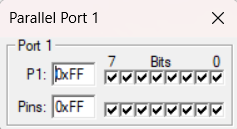 Parallel Port 1
Port 1
7 Bits 0
P1: 0xFF
Pins: 0xFF